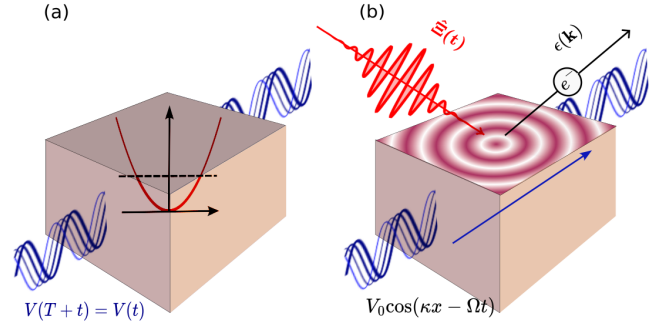 (a)
(b)
Ξ̂(t)
ϵ(k)
e⁻
V(T + t) = V(t)
V₀cos(κx − Ωt)